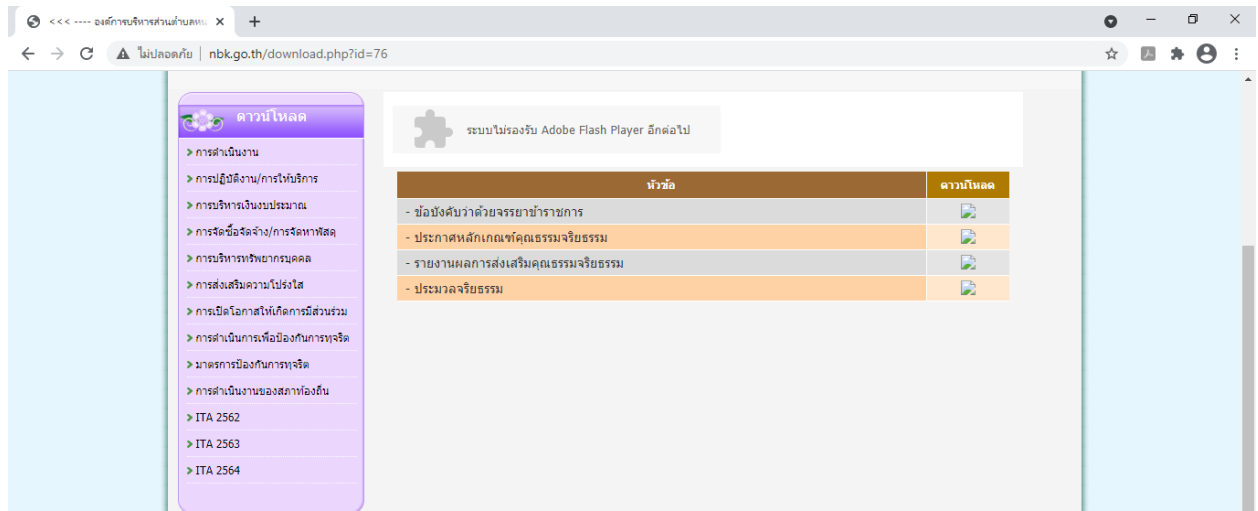 <<< ---- องค์การบริหารส่วนตำบลหน
ไม่ปลอดภัย | nbk.go.th/download.php?id=76
ดาวน์โหลด
การดำเนินงาน
การปฏิบัติงาน/การให้บริการ
การบริหารเงินงบประมาณ
การจัดซื้อจัดจ้าง/การจัดหาพัสดุ
การบริหารทรัพยากรบุคคล
การส่งเสริมความโปร่งใส
การเปิดโอกาสให้เกิดการมีส่วนร่วม
การดำเนินการเพื่อป้องกันการทุจริต
มาตรการป้องกันการทุจริต
การดำเนินงานของสภาท้องถิ่น
ITA 2562
ITA 2563
ITA 2564
ระบบไม่รองรับ Adobe Flash Player อีกต่อไป
หัวข้อ ดาวน์โหลด
- ข้อบังคับว่าด้วยจรรยาข้าราชการ
- ประกาศหลักเกณฑ์คุณธรรมจริยธรรม
- รายงานผลการส่งเสริมคุณธรรมจริยธรรม
- ประมวลจริยธรรม